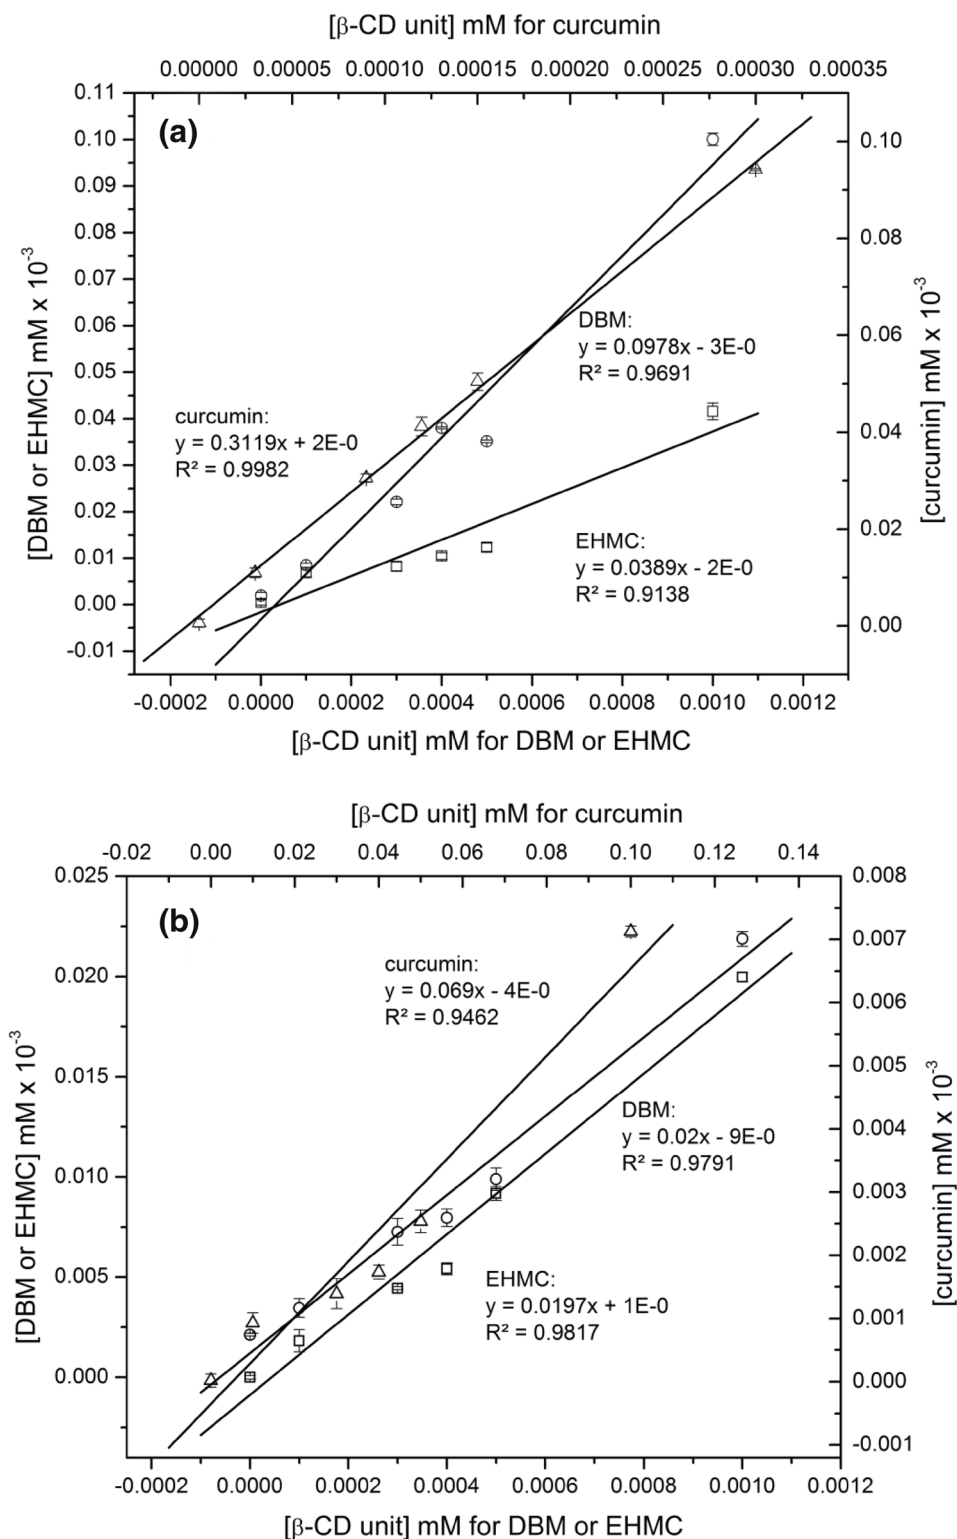 [β-CD unit] mM for curcumin
0.00000 0.00005 0.00010 0.00015 0.00020 0.00025 0.00030 0.00035
(a)
0.11
0.10
0.09
0.08
0.07
0.06
0.05
0.04
0.03
0.02
0.01
0.00
-0.01
[DBM or EHMC] mM x 10⁻³
0.10
0.08
0.06
0.04
0.02
0.00
[curcumin] mM x 10⁻³
DBM:
y = 0.0978x - 3E-0
R² = 0.9691
curcumin:
y = 0.3119x + 2E-0
R² = 0.9982
EHMC:
y = 0.0389x - 2E-0
R² = 0.9138
-0.0002 0.0000 0.0002 0.0004 0.0006 0.0008 0.0010 0.0012
[β-CD unit] mM for DBM or EHMC
[β-CD unit] mM for curcumin
-0.02 0.00 0.02 0.04 0.06 0.08 0.10 0.12 0.14
(b)
0.025
0.020
0.015
0.010
0.005
0.000
[DBM or EHMC] mM x 10⁻³
0.008
0.007
0.006
0.005
0.004
0.003
0.002
0.001
0.000
-0.001
[curcumin] mM x 10⁻³
curcumin:
y = 0.069x - 4E-0
R² = 0.9462
DBM:
y = 0.02x - 9E-0
R² = 0.9791
EHMC:
y = 0.0197x + 1E-0
R² = 0.9817
-0.0002 0.0000 0.0002 0.0004 0.0006 0.0008 0.0010 0.0012
[β-CD unit] mM for DBM or EHMC